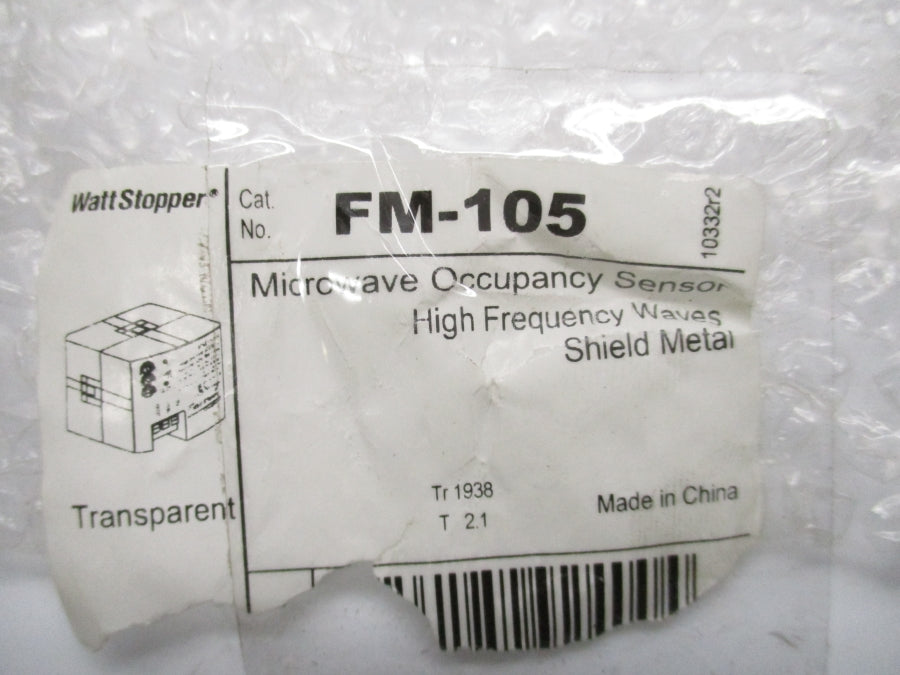 WattStopper®
Cat.
No.
FM-105
10332r2
Microwave Occupancy Sensor
High Frequency Waves
Shield Metal
Transparent
Tr 1938
T 2.1
Made in China